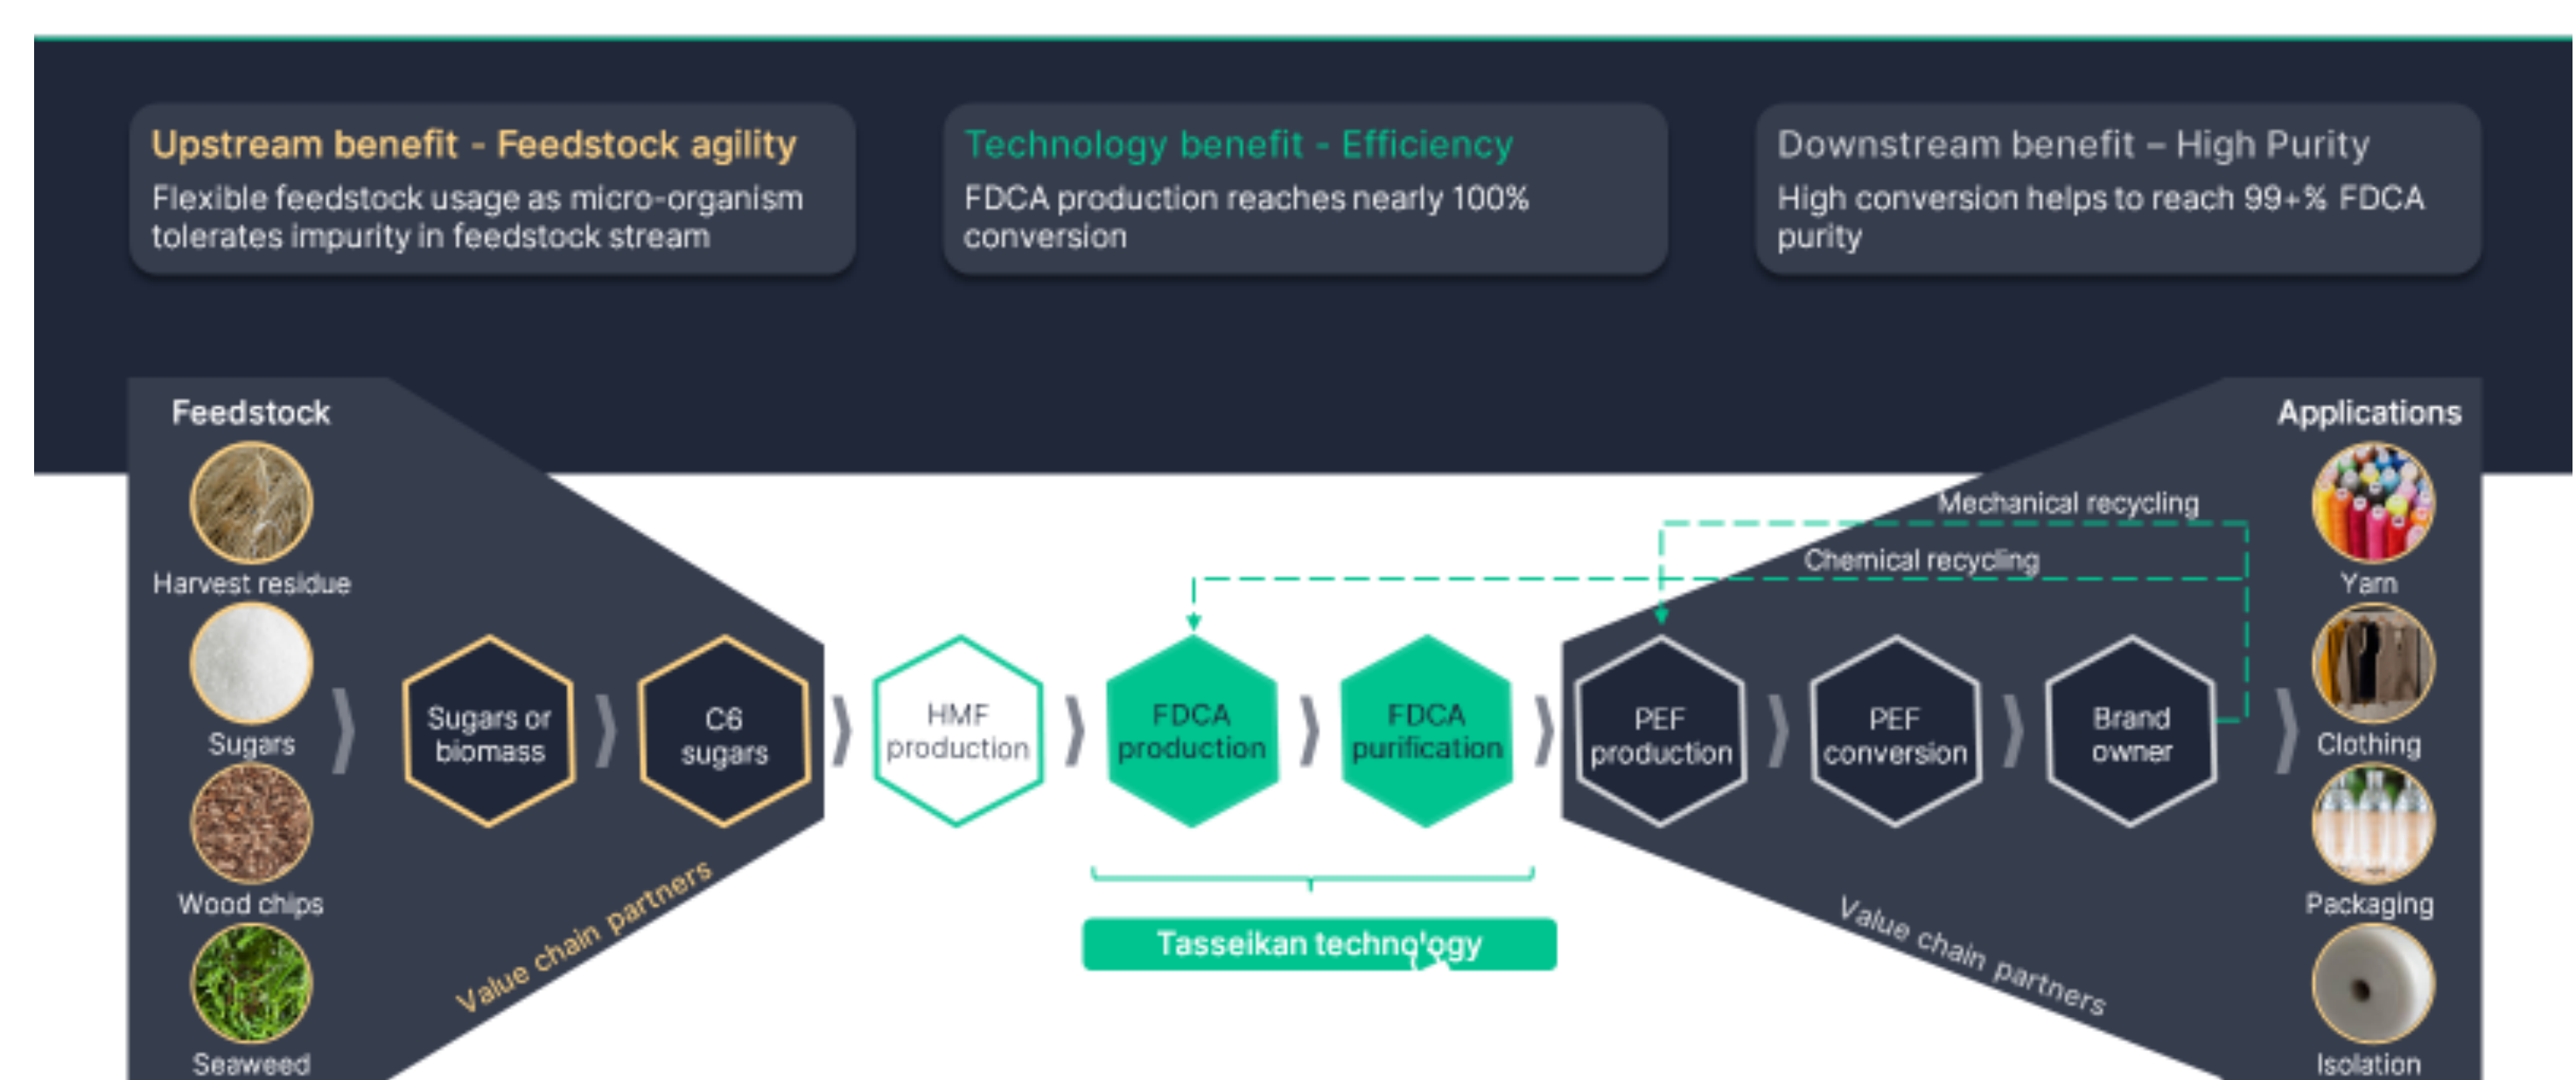 Upstream benefit - Feedstock agility
Flexible feedstock usage as micro-organism
tolerates impurity in feedstock stream
Technology benefit - Efficiency
FDCA production reaches nearly 100%
conversion
Downstream benefit – High Purity
High conversion helps to reach 99+% FDCA
purity
Feedstock
Harvest residue
Sugars
Wood chips
Seaweed
Sugars or
biomass
C6
sugars
Value chain partners
HMF
production
FDCA
production
FDCA
purification
Tasseikan technology
Mechanical recycling
Chemical recycling
PEF
production
PEF
conversion
Brand
owner
Value chain partners
Applications
Yarn
Clothing
Packaging
Isolation